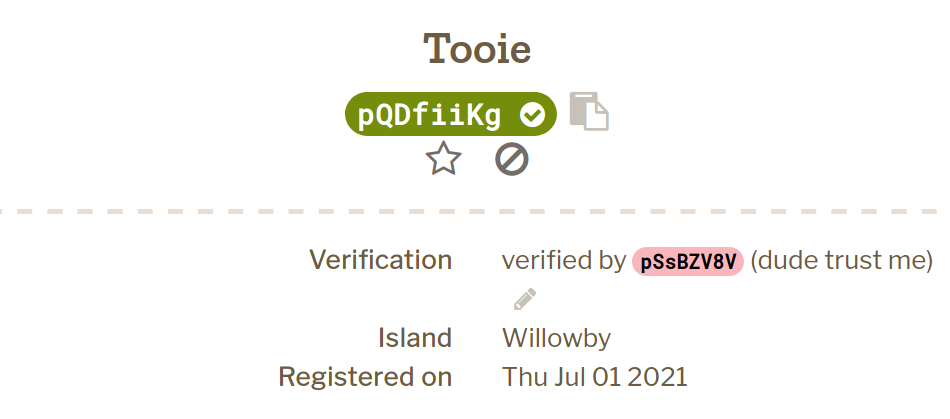 Tooie
pQDfiiKg
Verification verified by pSsBZV8V (dude trust me)
Island Willowby
Registered on Thu Jul 01 2021